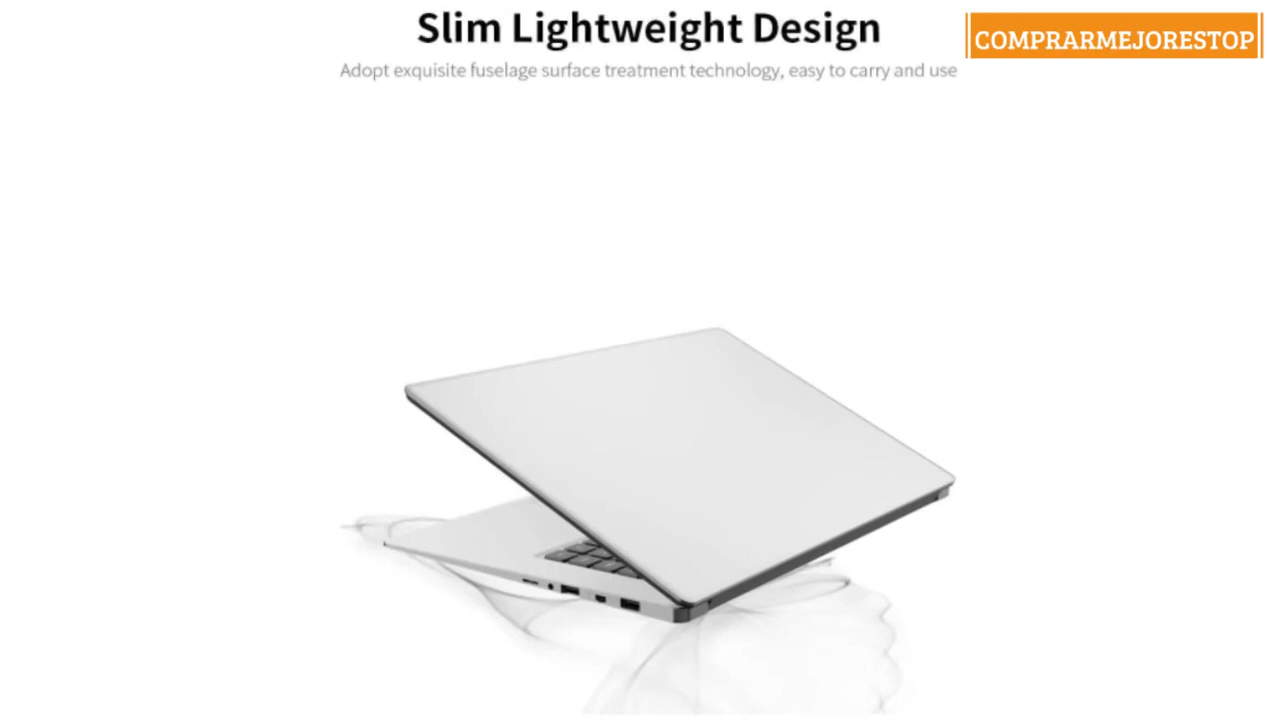 Slim Lightweight Design
COMPRARMEJORESTOP
Adopt exquisite fuselage surface treatment technology, easy to carry and use